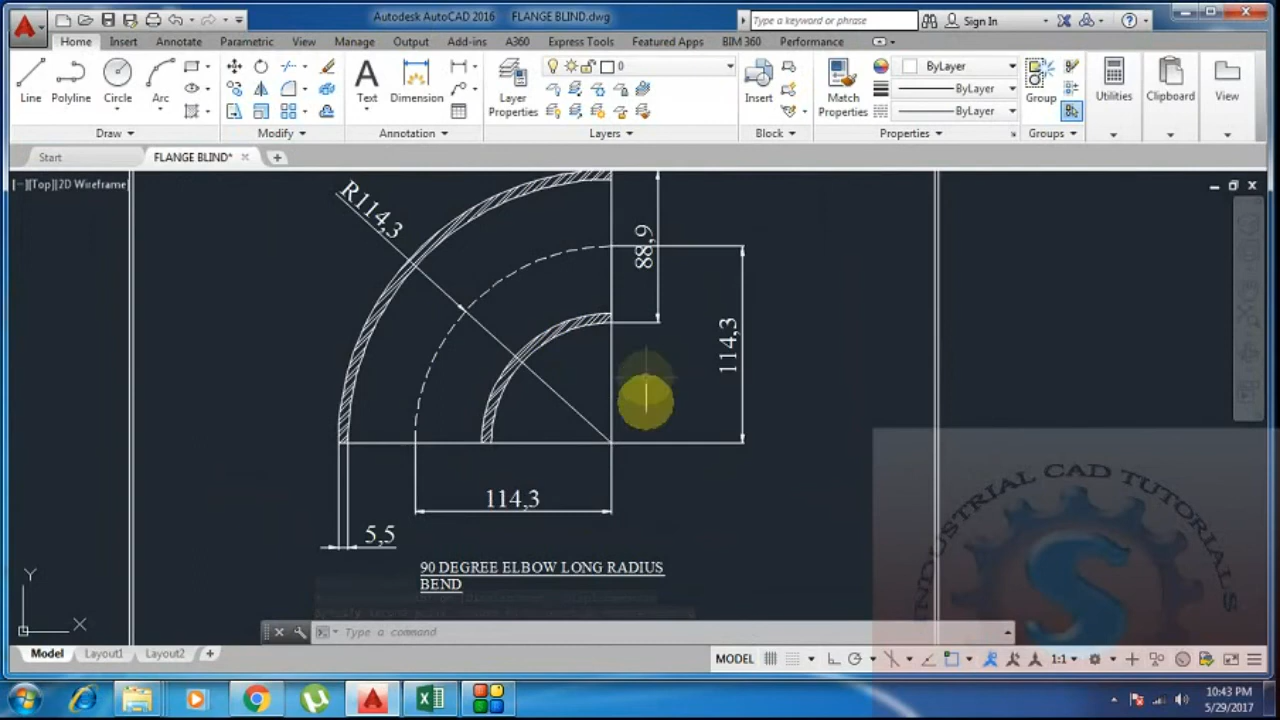 Autodesk AutoCAD 2016 FLANGE BLIND.dwg
Type a keyword or phrase
Sign In
Home Insert Annotate Parametric View Manage Output Add-ins A360 Express Tools Featured Apps BIM 360 Performance
Line Polyline Circle Arc
Text Dimension
Layer Properties
0
Insert
Match Properties
ByLayer
ByLayer
ByLayer
Group
Utilities
Clipboard
View
Draw Modify Annotation Layers Block Properties Groups
Start FLANGE BLIND*
[−][Top][2D Wireframe]
R114,3
88,9
114,3
114,3
5,5
90 DEGREE ELBOW LONG RADIUS
BEND
INDUSTRIAL CAD TUTORIALS
S
Y
X
Type a command
Model Layout1 Layout2
MODEL
1:1
10:43 PM
5/29/2017